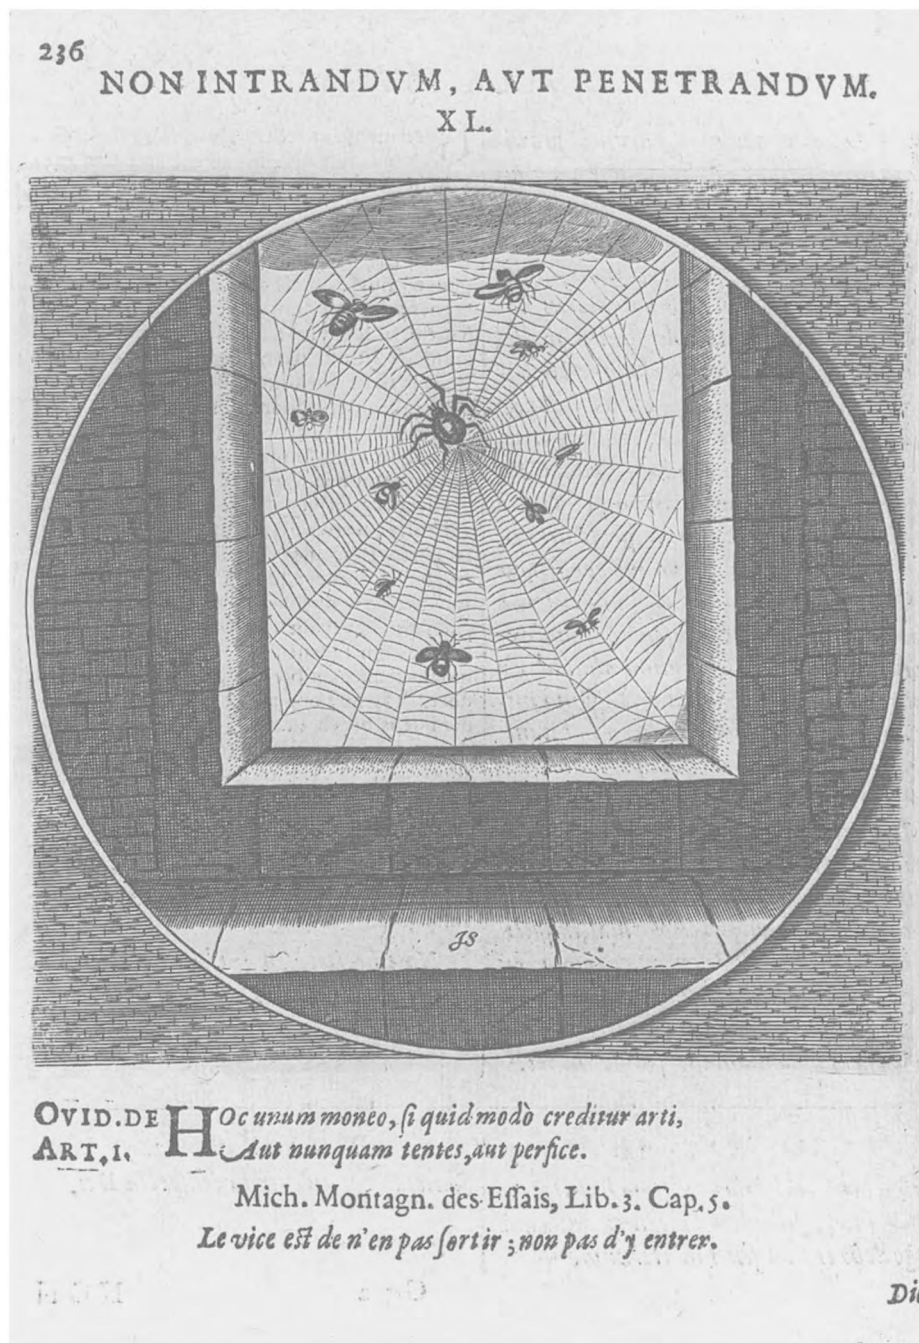 236
NON INTRANDVM, AVT PENETRANDVM.
XL.
JS
OVID. DE HOc unum moneo, ſi quid modò creditur arti,
ART. 1. Aut nunquam tentes, aut perfice.
Mich. Montagn. des Eſſais, Lib. 3. Cap. 5.
Le vice eſt de n'en pas ſortir; non pas d'y entrer.